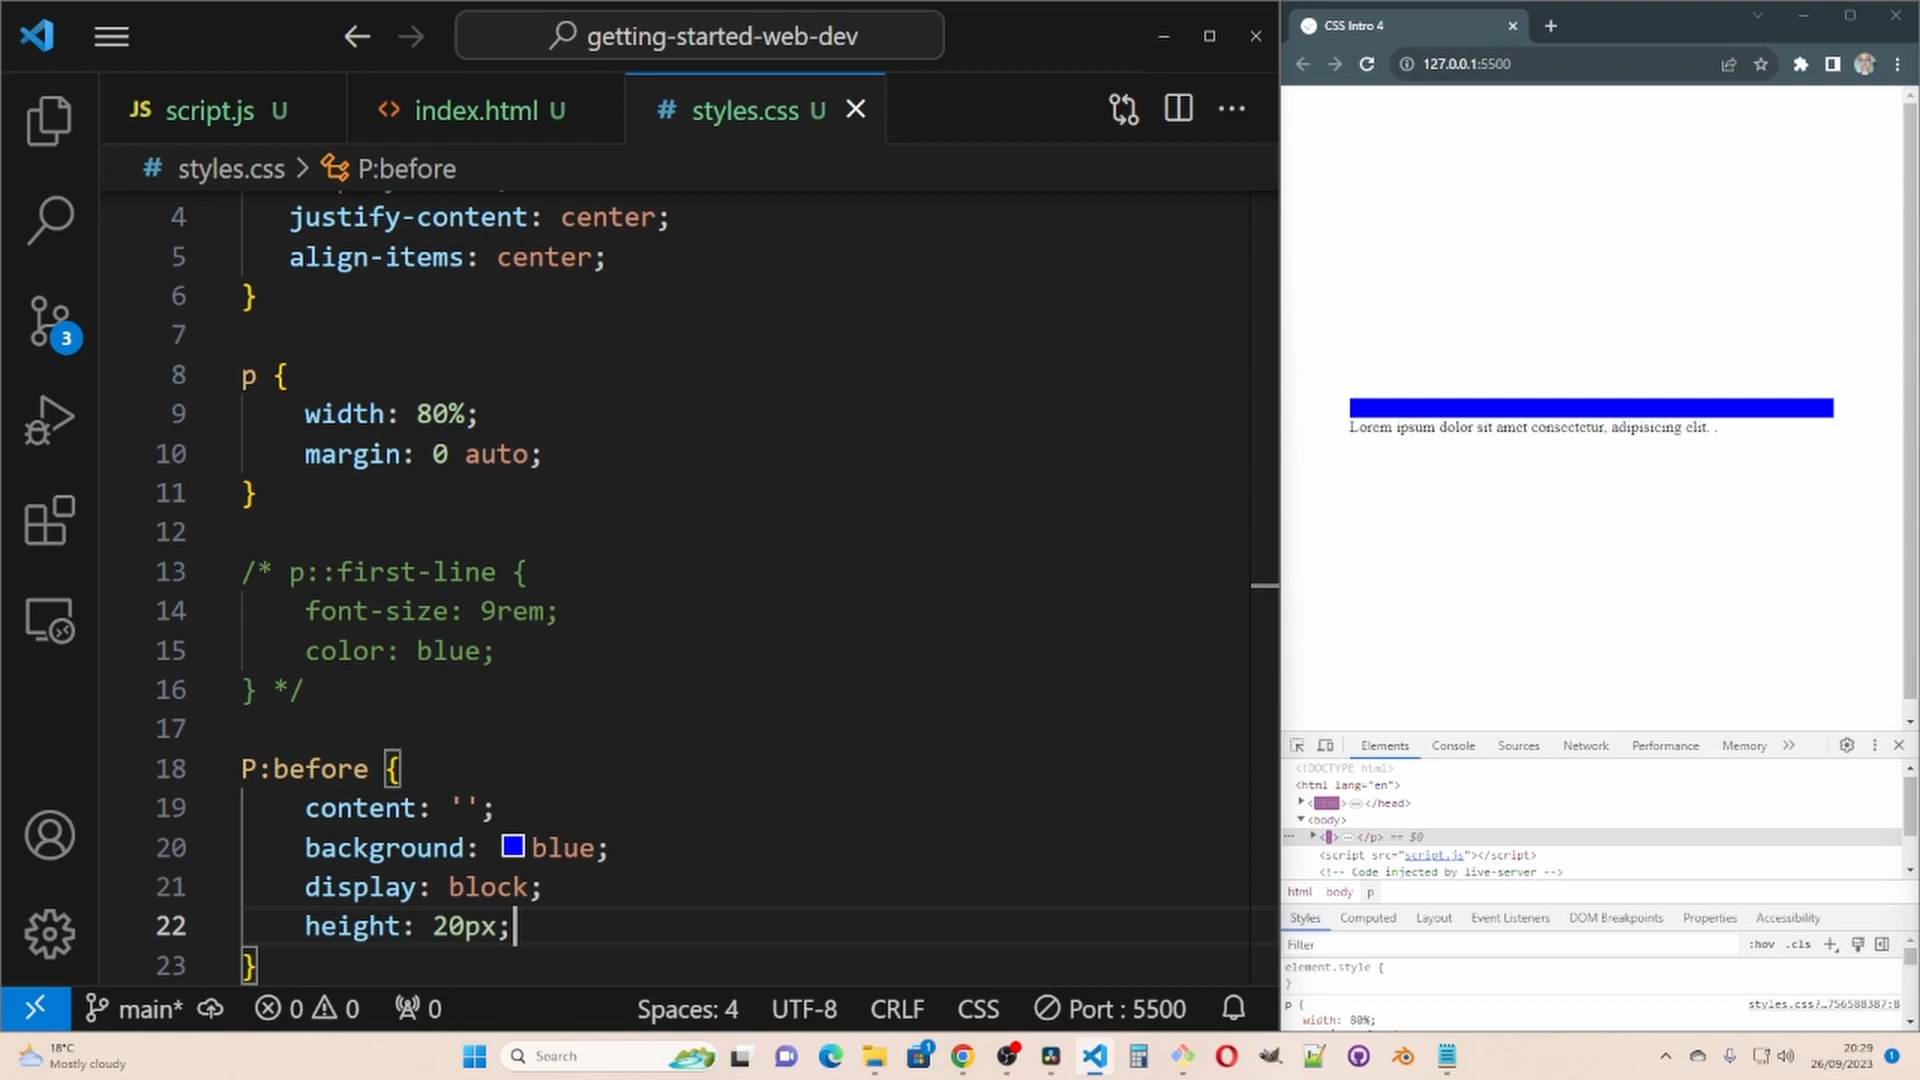 getting-started-web-dev
JS script.js U
<> index.html U
# styles.css U
# styles.css > P:before
4 justify-content: center;
5 align-items: center;
6 }
7
8 p {
9 width: 80%;
10 margin: 0 auto;
11 }
12
13 /* p::first-line {
14 font-size: 9rem;
15 color: blue;
16 } */
17
18 P:before {
19 content: '';
20 background: blue;
21 display: block;
22 height: 20px;
23 }
3
main* 0 0 0 Spaces: 4 UTF-8 CRLF CSS Port : 5500
CSS Intro 4
127.0.0.1:5500
Lorem ipsum dolor sit amet consectetur, adipisicing elit. .
Elements Console Sources Network Performance Memory
<!DOCTYPE html>
<html lang="en">
</head>
<body>
</p> == $0
<script src="script.js"></script>
<!-- Code injected by live-server -->
html body p
Styles Computed Layout Event Listeners DOM Breakpoints Properties Accessibility
Filter :hov .cls
element.style {
}
p { styles.css?…756588387:8
width: 80%;
18°C
Mostly cloudy
Search
1
20:29
26/09/2023
1